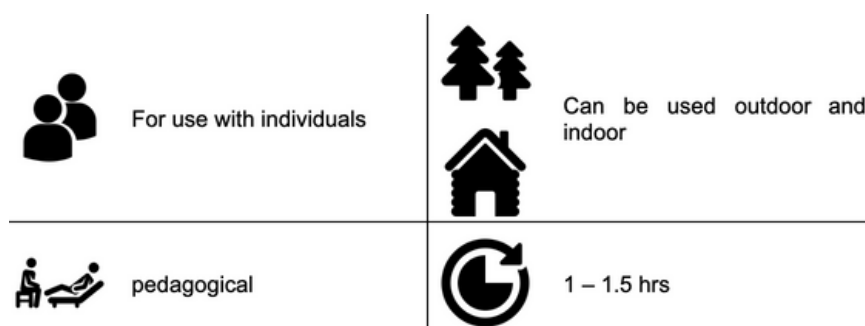 For use with individuals
Can be used outdoor and
indoor
pedagogical
1 – 1.5 hrs